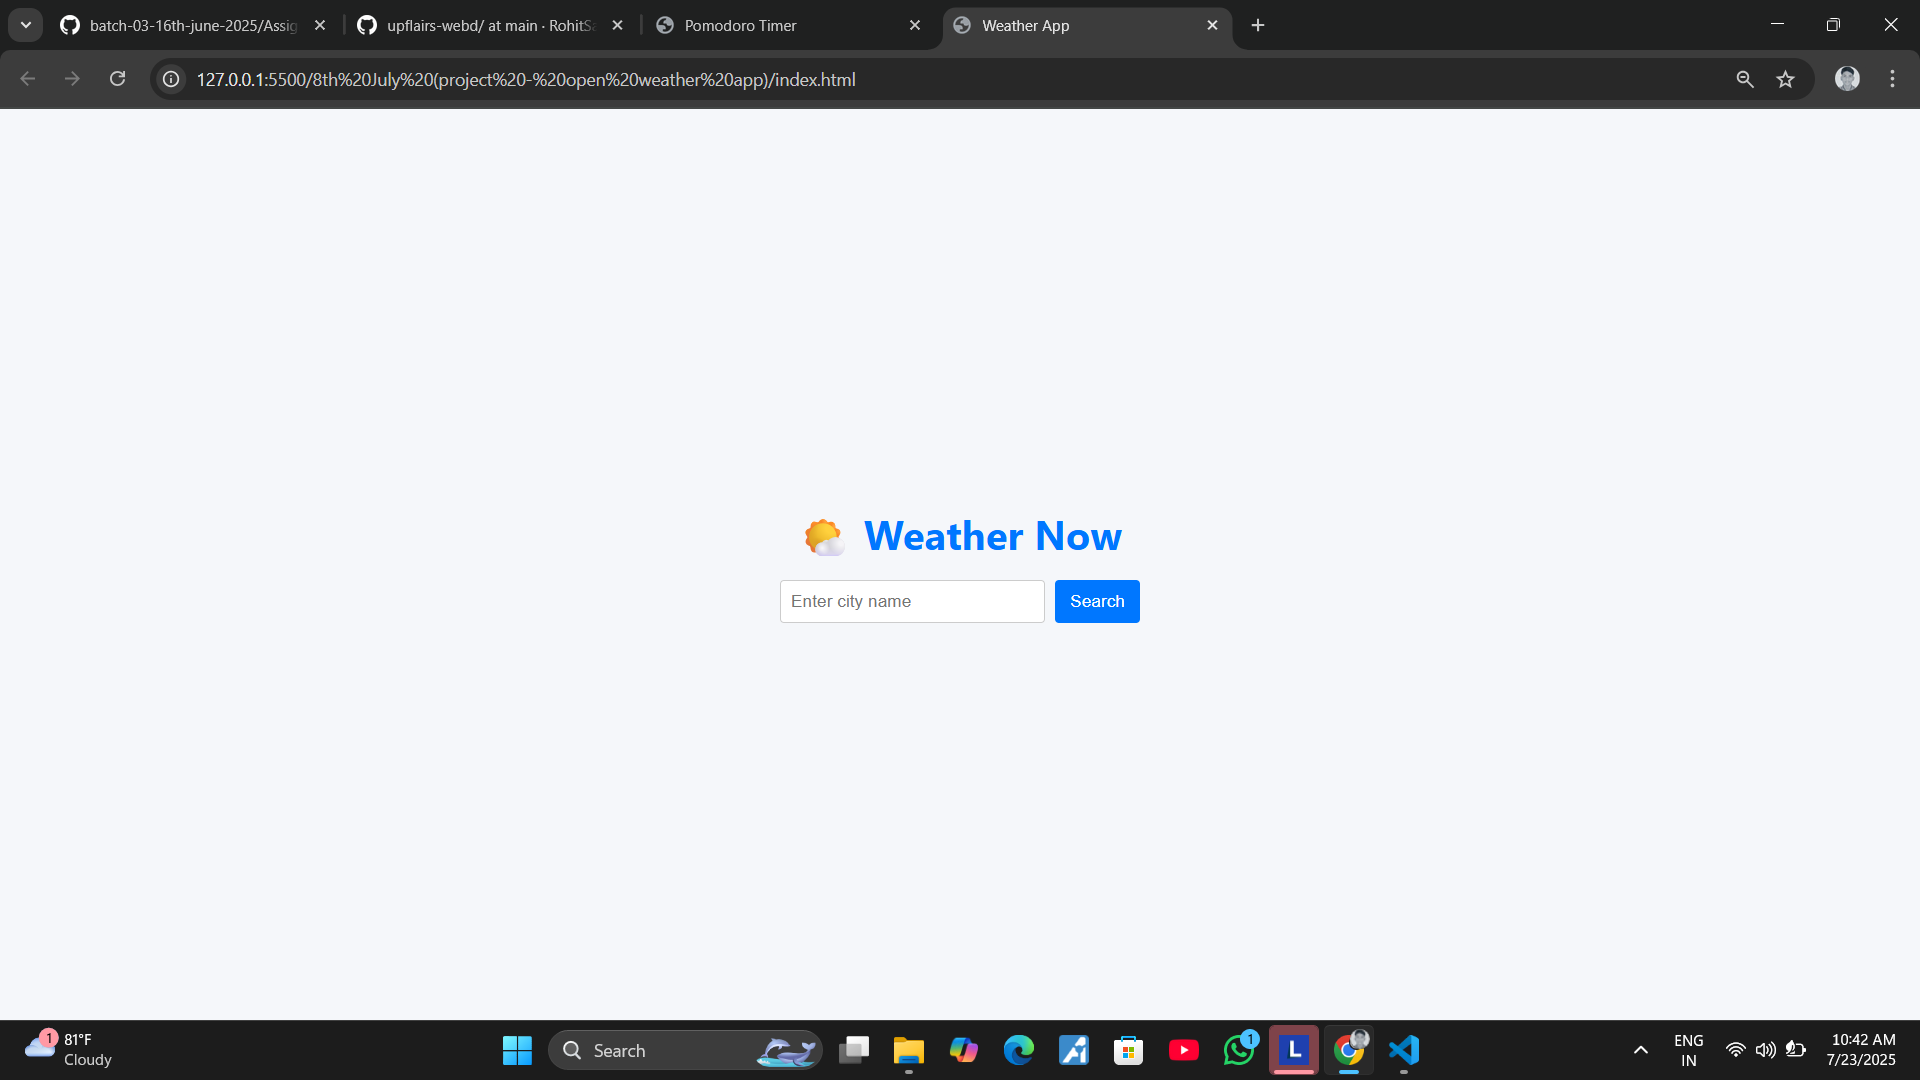 batch-03-16th-june-2025/Assig
upflairs-webd/ at main · RohitSa
Pomodoro Timer
Weather App
127.0.0.1:5500/8th%20July%20(project%20-%20open%20weather%20app)/index.html
Weather Now
Enter city name
Search
1
81°F
Cloudy
Search
1
L
ENG
IN
10:42 AM
7/23/2025